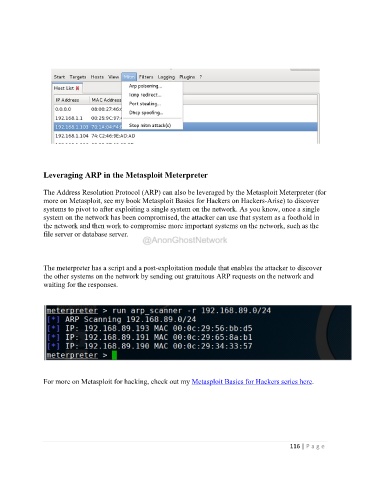 Start Targets Hosts View Mitm Filters Logging Plugins ?
Host List
Arp poisoning...
Icmp redirect...
Port stealing...
Dhcp spoofing...
Stop mitm attack(s)
IP Address MAC Address
0.0.0.0 08:00:27:46:
192.168.1.1 00:25:9C:97:
192.168.1.101
192.168.1.104 74:C2:46:9E:AD:AD
Leveraging ARP in the Metasploit Meterpreter
The Address Resolution Protocol (ARP) can also be leveraged by the Metasploit Meterpreter (for
more on Metasploit, see my book Metasploit Basics for Hackers on Hackers-Arise) to discover
systems to pivot to after exploiting a single system on the network. As you know, once a single
system on the network has been compromised, the attacker can use that system as a foothold in
the network and then work to compromise more important systems on the network, such as the
file server or database server.
@AnonGhostNetwork
The meterpreter has a script and a post-exploitation module that enables the attacker to discover
the other systems on the network by sending out gratuitous ARP requests on the network and
waiting for the responses.
meterpreter > run arp_scanner -r 192.168.89.0/24
[*] ARP Scanning 192.168.89.0/24
[*] IP: 192.168.89.193 MAC 00:0c:29:56:bb:d5
[*] IP: 192.168.89.191 MAC 00:0c:29:65:8a:b1
[*] IP: 192.168.89.190 MAC 00:0c:29:34:33:57
meterpreter >
For more on Metasploit for hacking, check out my Metasploit Basics for Hackers series here.
116 | Page